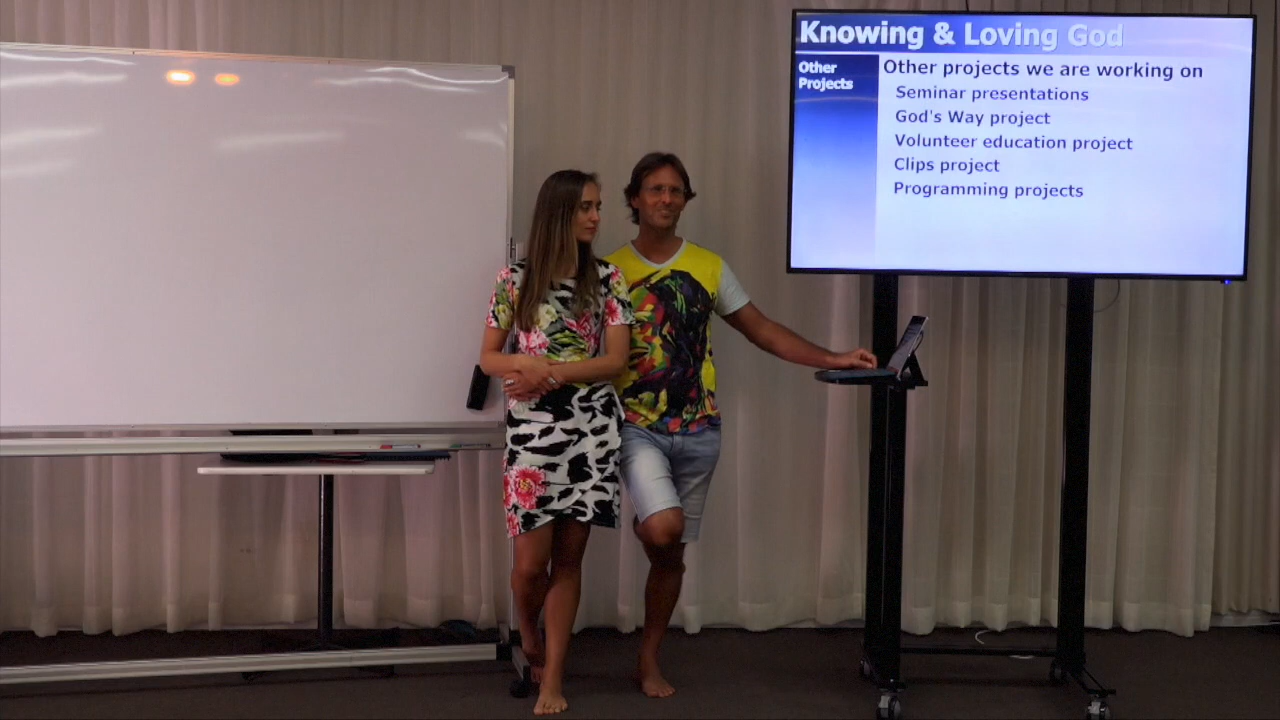 Knowing & Loving God
Other
Projects
Other projects we are working on
Seminar presentations
God's Way project
Volunteer education project
Clips project
Programming projects